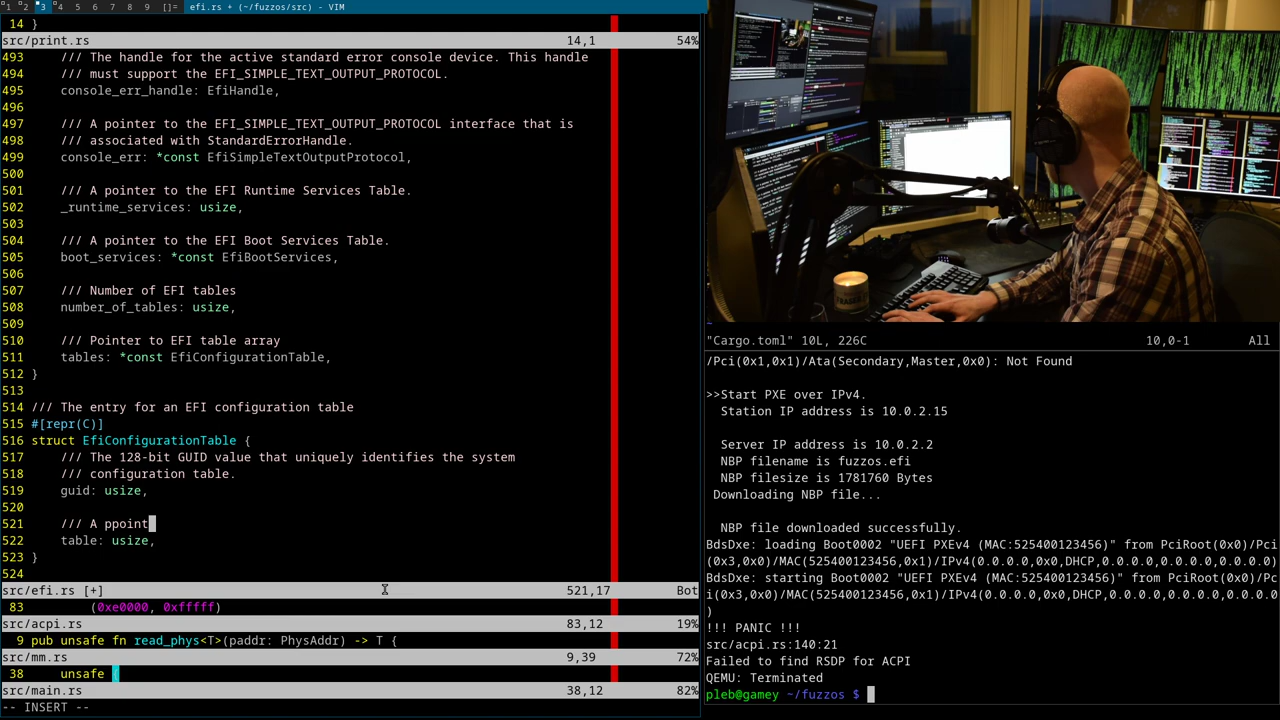 1 2 3 4 5 6 7 8 9 []= efi.rs + (~/fuzzos/src) - VIM
14 }
src/print.rs 14,1 54%
493 /// The handle for the active standard error console device. This handle
494 /// must support the EFI_SIMPLE_TEXT_OUTPUT_PROTOCOL.
495 console_err_handle: EfiHandle,
496
497 /// A pointer to the EFI_SIMPLE_TEXT_OUTPUT_PROTOCOL interface that is
498 /// associated with StandardErrorHandle.
499 console_err: *const EfiSimpleTextOutputProtocol,
500
501 /// A pointer to the EFI Runtime Services Table.
502 _runtime_services: usize,
503
504 /// A pointer to the EFI Boot Services Table.
505 boot_services: *const EfiBootServices,
506
507 /// Number of EFI tables
508 number_of_tables: usize,
509
510 /// Pointer to EFI table array
511 tables: *const EfiConfigurationTable,
512 }
513
514 /// The entry for an EFI configuration table
515 #[repr(C)]
516 struct EfiConfigurationTable {
517 /// The 128-bit GUID value that uniquely identifies the system
518 /// configuration table.
519 guid: usize,
520
521 /// A ppoint
522 table: usize,
523 }
524
src/efi.rs [+] 521,17 Bot
83 (0xe0000, 0xfffff)
src/acpi.rs 83,12 19%
9 pub unsafe fn read_phys<T>(paddr: PhysAddr) -> T {
src/mm.rs 9,39 72%
38 unsafe {
src/main.rs 38,12 82%
-- INSERT --
~
"Cargo.toml" 10L, 226C 10,0-1 All
/Pci(0x1,0x1)/Ata(Secondary,Master,0x0): Not Found
>>Start PXE over IPv4.
Station IP address is 10.0.2.15
Server IP address is 10.0.2.2
NBP filename is fuzzos.efi
NBP filesize is 1781760 Bytes
Downloading NBP file...
NBP file downloaded successfully.
BdsDxe: loading Boot0002 "UEFI PXEv4 (MAC:525400123456)" from PciRoot(0x0)/Pci
(0x3,0x0)/MAC(525400123456,0x1)/IPv4(0.0.0.0,0x0,DHCP,0.0.0.0,0.0.0.0,0.0.0.0)
BdsDxe: starting Boot0002 "UEFI PXEv4 (MAC:525400123456)" from PciRoot(0x0)/Pc
i(0x3,0x0)/MAC(525400123456,0x1)/IPv4(0.0.0.0,0x0,DHCP,0.0.0.0,0.0.0.0,0.0.0.0
)
!!! PANIC !!!
src/acpi.rs:140:21
Failed to find RSDP for ACPI
QEMU: Terminated
pleb@gamey ~/fuzzos $